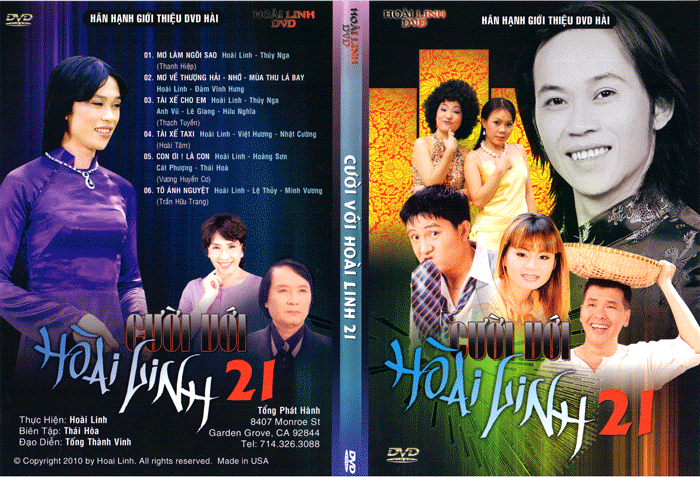 DVD
HÂN HẠNH GIỚI THIỆU DVD HÀI
HOÀI LINH
DVD
01. MƠ LÀM NGÔI SAO Hoài Linh - Thúy Nga
(Thanh Hiệp)
02. MƠ VỀ THƯỢNG HẢI - NHỚ - MÙA THU LÁ BAY
Hoài Linh - Đàm Vĩnh Hưng
03. TÀI XẾ CHO EM Hoài Linh - Thúy Nga
Anh Vũ - Lê Giang - Hữu Nghĩa
(Thạch Tuyền)
04. TÀI XẾ TAXI Hoài Linh - Việt Hương - Nhật Cường
(Hoài Tâm)
05. CON ƠI ! LÀ CON Hoài Linh - Hoàng Sơn
Cát Phượng - Thái Hoà
(Vương Huyền Cơ)
06. TÔ ÁNH NGUYỆT Hoài Linh - Lệ Thủy - Minh Vương
(Trần Hữu Trang)
CƯỜI VỚI
HOÀI LINH 21
Thực Hiện: Hoài Linh
Biên Tập: Thái Hòa
Đạo Diễn: Tống Thành Vinh
Tổng Phát Hành
8407 Monroe St
Garden Grove, CA 92844
Tel: 714.326.3088
© Copyright 2010 by Hoai Linh. All rights reserved. Made in USA
HOÀI LINH
DVD
CƯỜI VỚI HOÀI LINH 21
DVD
HOÀI LINH
DVD
HÂN HẠNH GIỚI THIỆU DVD HÀI
CƯỜI VỚI
HOÀI LINH 21
DVD